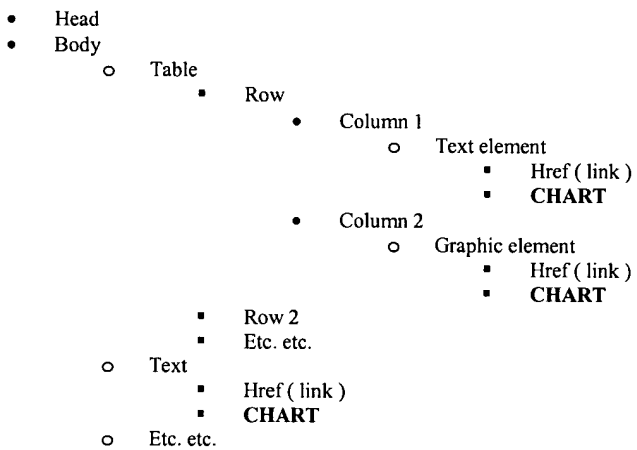 • Head
• Body
o Table
▪ Row
• Column 1
o Text element
▪ Href ( link )
▪ CHART
• Column 2
o Graphic element
▪ Href ( link )
▪ CHART
▪ Row 2
▪ Etc. etc.
o Text
▪ Href ( link )
▪ CHART
o Etc. etc.